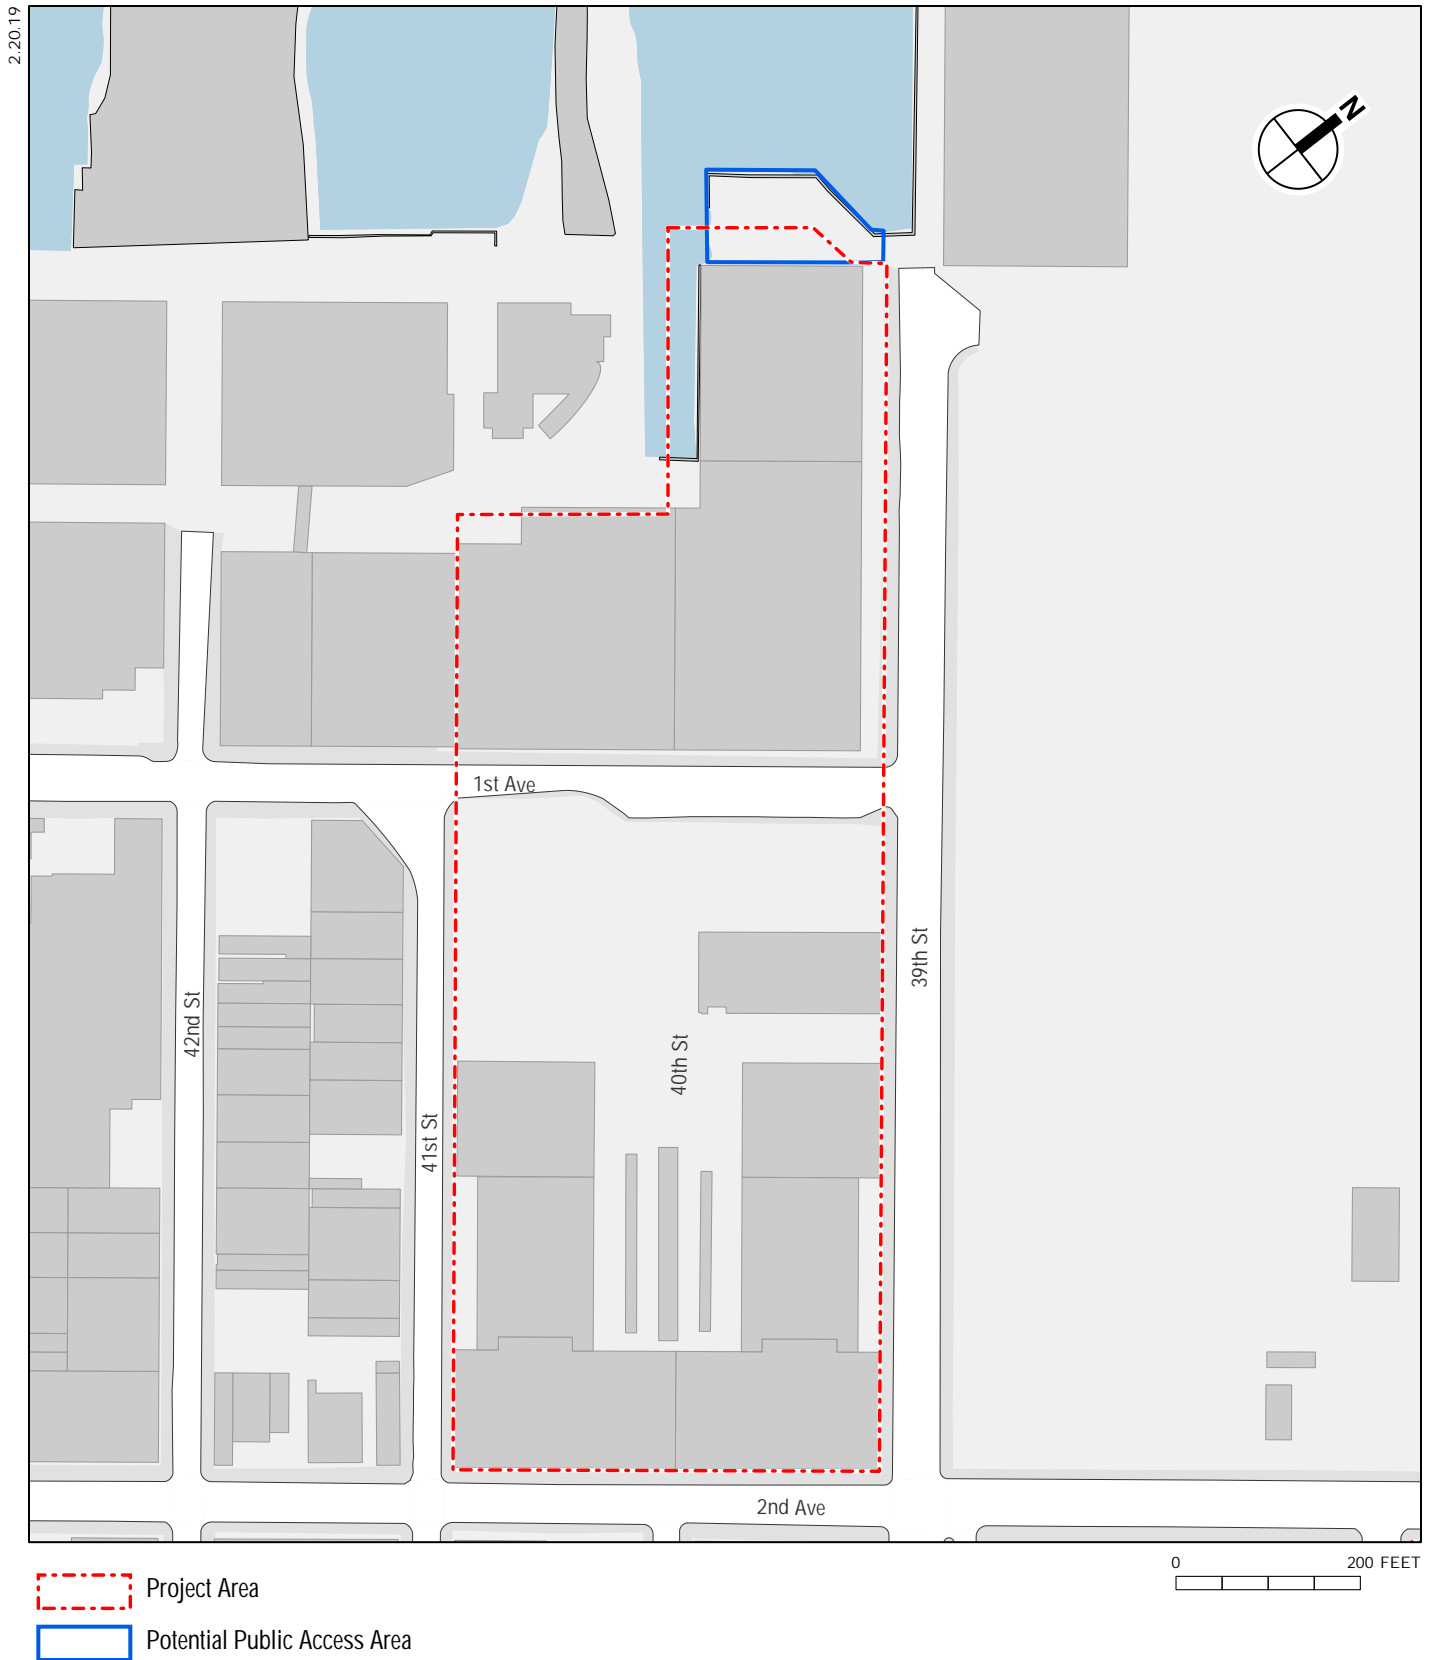 2.20.19
N
1st Ave
39th St
42nd St
40th St
41st St
2nd Ave
0 200 FEET
Project Area
Potential Public Access Area